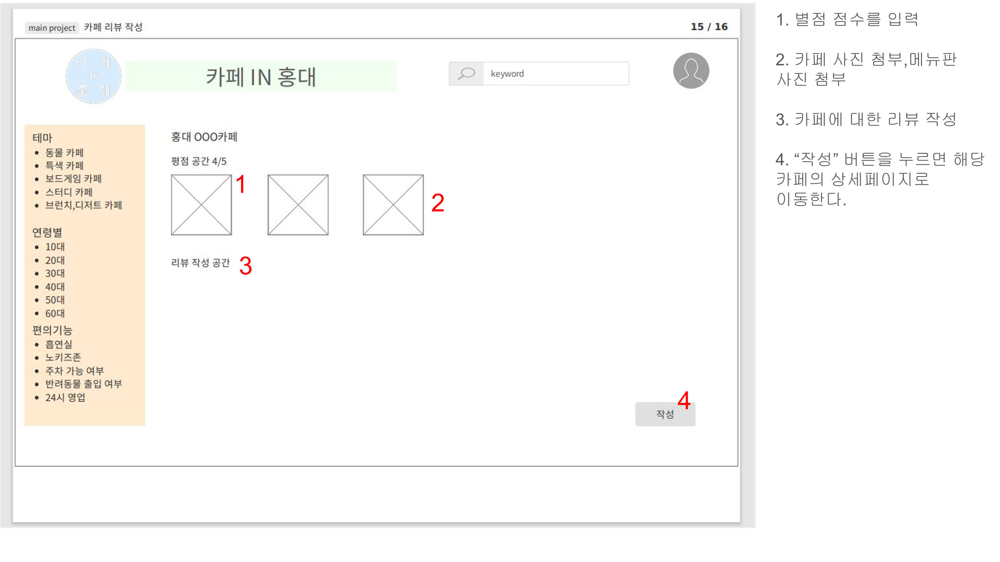 main project 카페 리뷰 작성
15 / 16
카 페
IN
홍 대
카페 IN 홍대
keyword
테마
• 동물 카페
• 특색 카페
• 보드게임 카페
• 스터디 카페
• 브런치,디저트 카페
연령별
• 10대
• 20대
• 30대
• 40대
• 50대
• 60대
편의기능
• 흡연실
• 노키즈존
• 주차 가능 여부
• 반려동물 출입 여부
• 24시 영업
홍대 OOO카페
평점 공간 4/5
1
2
리뷰 작성 공간 3
4
작성
1. 별점 점수를 입력
2. 카페 사진 첨부,메뉴판
사진 첨부
3. 카페에 대한 리뷰 작성
4. “작성” 버튼을 누르면 해당
카페의 상세페이지로
이동한다.